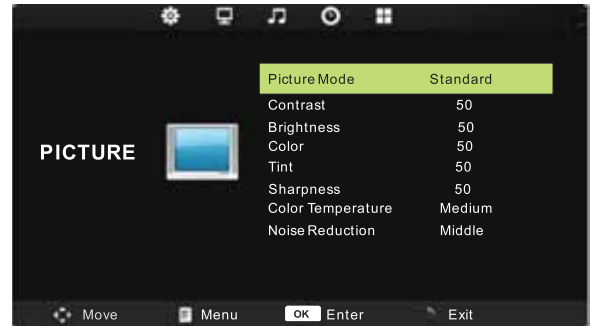 Picture Mode Standard
Contrast 50
Brightness 50
Color 50
PICTURE
Tint 50
Sharpness 50
Color Temperature Medium
Noise Reduction Middle
Move Menu OK Enter Exit